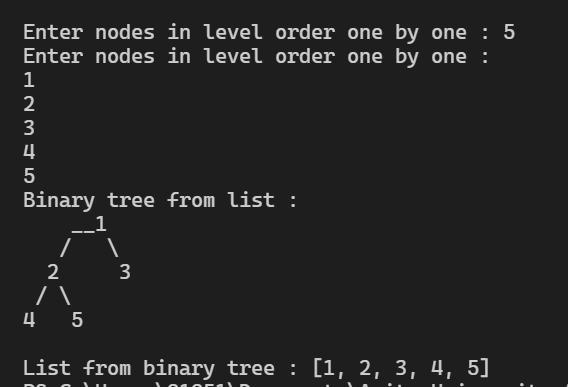 Enter nodes in level order one by one : 5
Enter nodes in level order one by one :
1
2
3
4
5
Binary tree from list :
    __1
   /   \
  2     3
 / \
4   5
List from binary tree : [1, 2, 3, 4, 5]